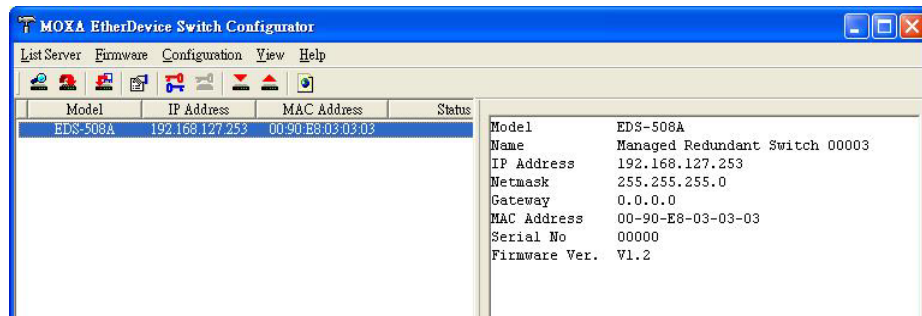 MOXA EtherDevice Switch Configurator
List Server Firmware Configuration View Help
Model IP Address MAC Address Status
EDS-508A 192.168.127.253 00:90:E8:03:03:03
Model EDS-508A
Name Managed Redundant Switch 00003
IP Address 192.168.127.253
Netmask 255.255.255.0
Gateway 0.0.0.0
MAC Address 00-90-E8-03-03-03
Serial No 00000
Firmware Ver. V1.2